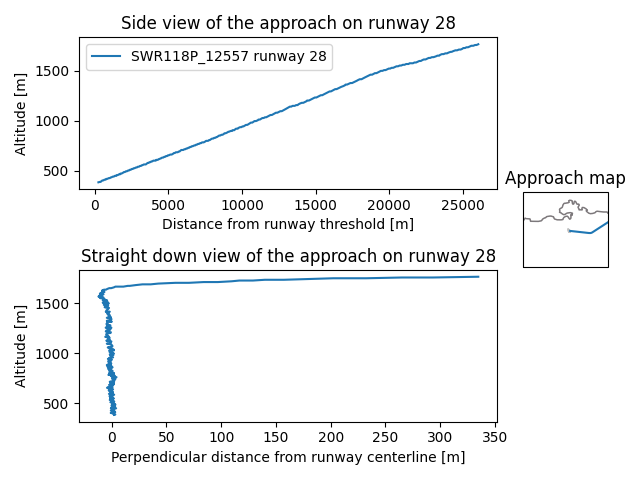 Side view of the approach on runway 28
SWR118P_12557 runway 28
Altitude [m]
1500
1000
500
0
5000
10000
15000
20000
25000
Distance from runway threshold [m]
Approach map
Straight down view of the approach on runway 28
Altitude [m]
1500
1000
500
0
50
100
150
200
250
300
350
Perpendicular distance from runway centerline [m]